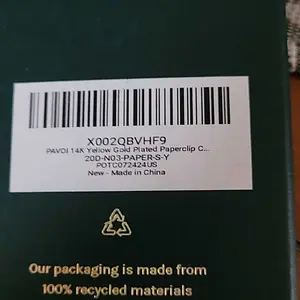 X002QBVHF9
PAVOI 14K Yellow Gold Plated Paperclip C...
20D-N03-PAPER-S-Y
POTC072424US
New - Made in China
Our packaging is made from
100% recycled materials